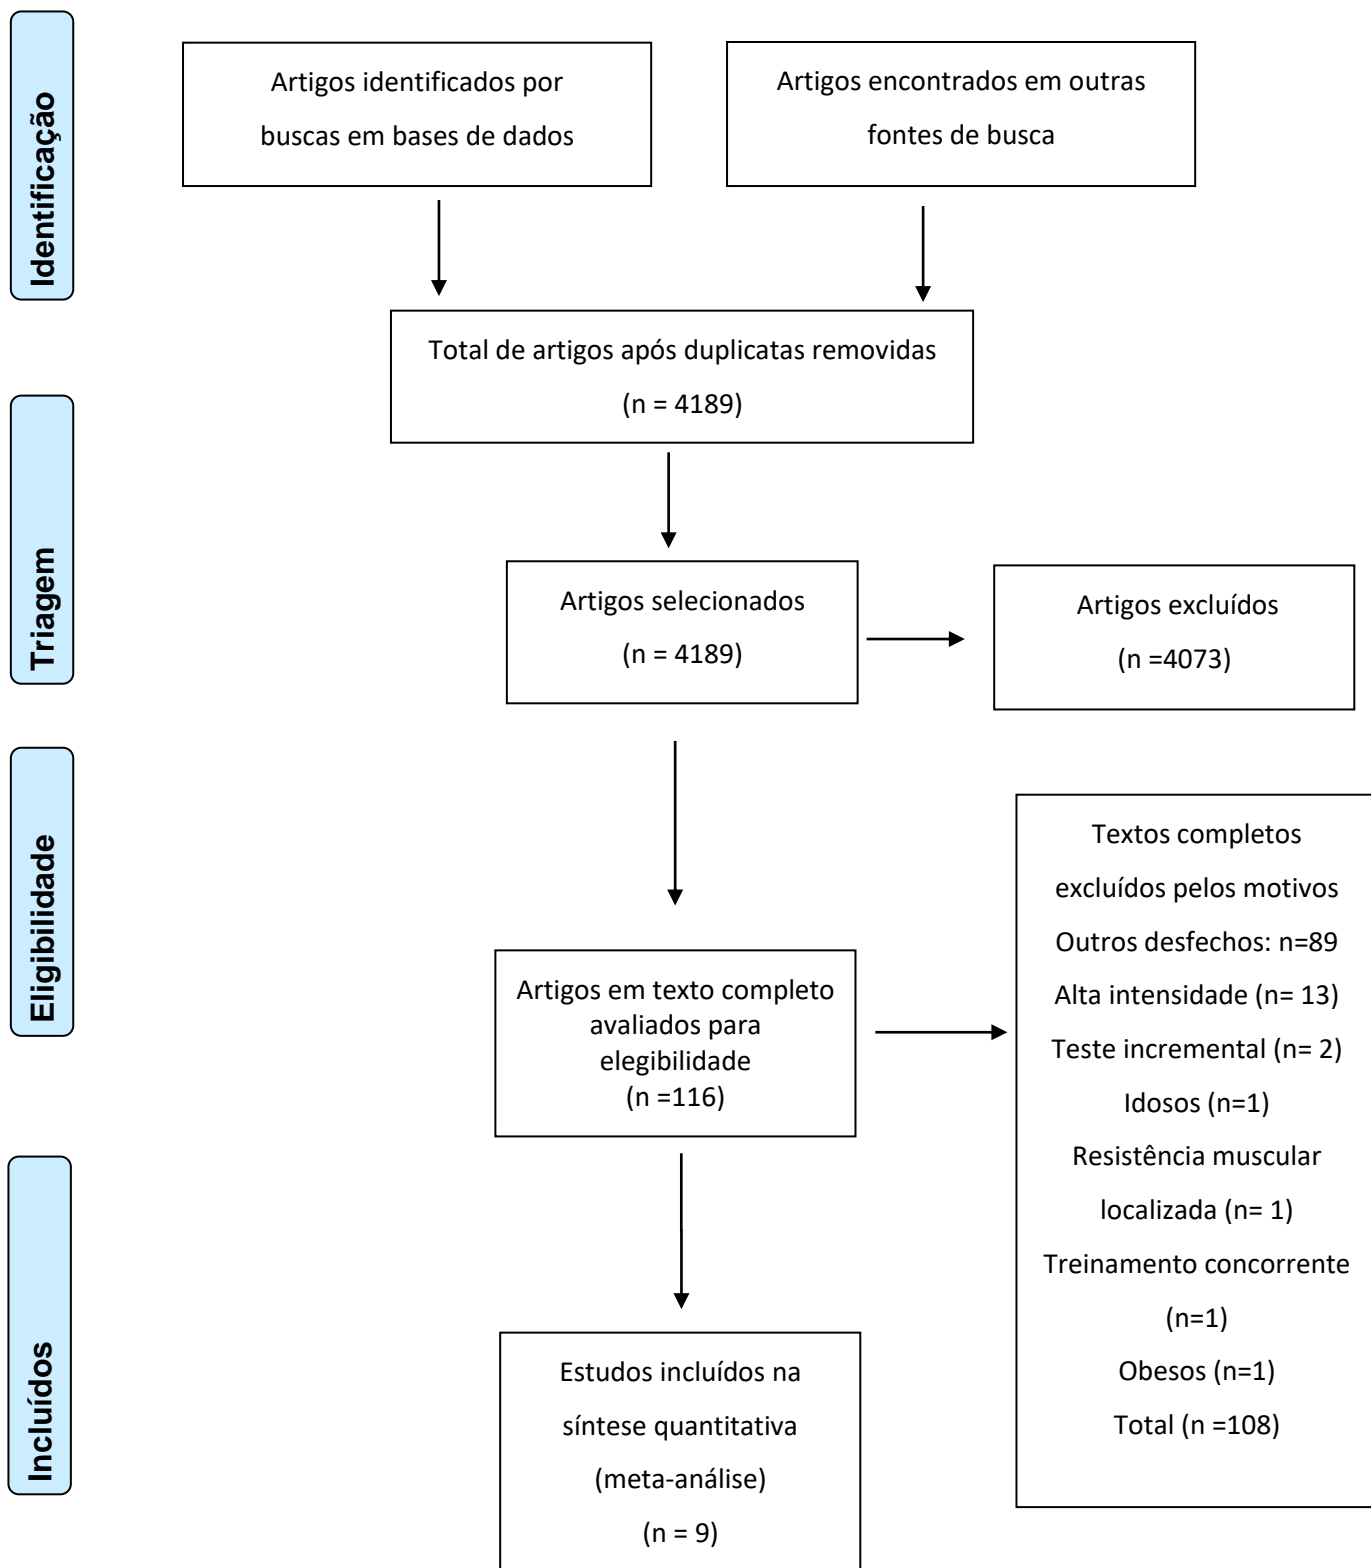 Identificação
Artigos identificados por
buscas em bases de dados
Artigos encontrados em outras
fontes de busca
Total de artigos após duplicatas removidas
(n = 4189)
Triagem
Artigos selecionados
(n = 4189)
Artigos excluídos
(n =4073)
Eligibilidade
Artigos em texto completo
avaliados para
elegibilidade
(n =116)
Textos completos
excluídos pelos motivos
Outros desfechos: n=89
Alta intensidade (n= 13)
Teste incremental (n= 2)
Idosos (n=1)
Resistência muscular
localizada (n= 1)
Treinamento concorrente
(n=1)
Obesos (n=1)
Total (n =108)
Incluídos
Estudos incluídos na
síntese quantitativa
(meta-análise)
(n = 9)